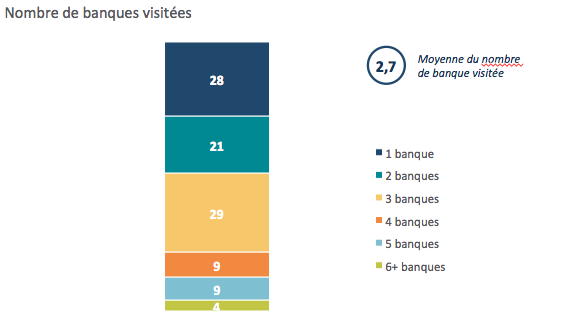 Nombre de banques visitées
28
21
29
9
9
4
2,7
Moyenne du nombre
de banque visitée
1 banque
2 banques
3 banques
4 banques
5 banques
6+ banques